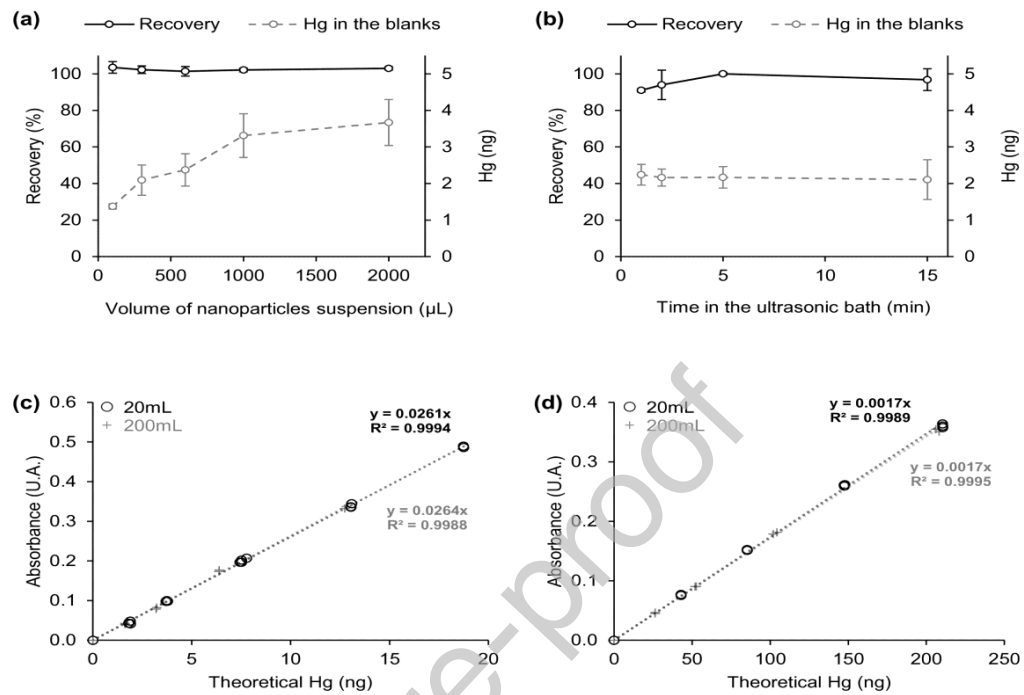 (a) Recovery Hg in the blanks
100
80
60
40
20
0
Recovery (%)
5
4
3
2
1
0
Hg (ng)
0 500 1000 1500 2000
Volume of nanoparticles suspension (µL)
(b) Recovery Hg in the blanks
100
80
60
40
20
0
Recovery (%)
5
4
3
2
1
0
Hg (ng)
0 5 10 15
Time in the ultrasonic bath (min)
(c)
20mL
200mL
y = 0.0261x
R² = 0.9994
y = 0.0264x
R² = 0.9988
0.6
0.5
0.4
0.3
0.2
0.1
0.0
Absorbance (U.A.)
0 5 10 15 20
Theoretical Hg (ng)
(d)
20mL
200mL
y = 0.0017x
R² = 0.9989
y = 0.0017x
R² = 0.9995
0.4
0.3
0.2
0.1
0.0
Absorbance (U.A.)
0 50 100 150 200 250
Theoretical Hg (ng)
e-proof